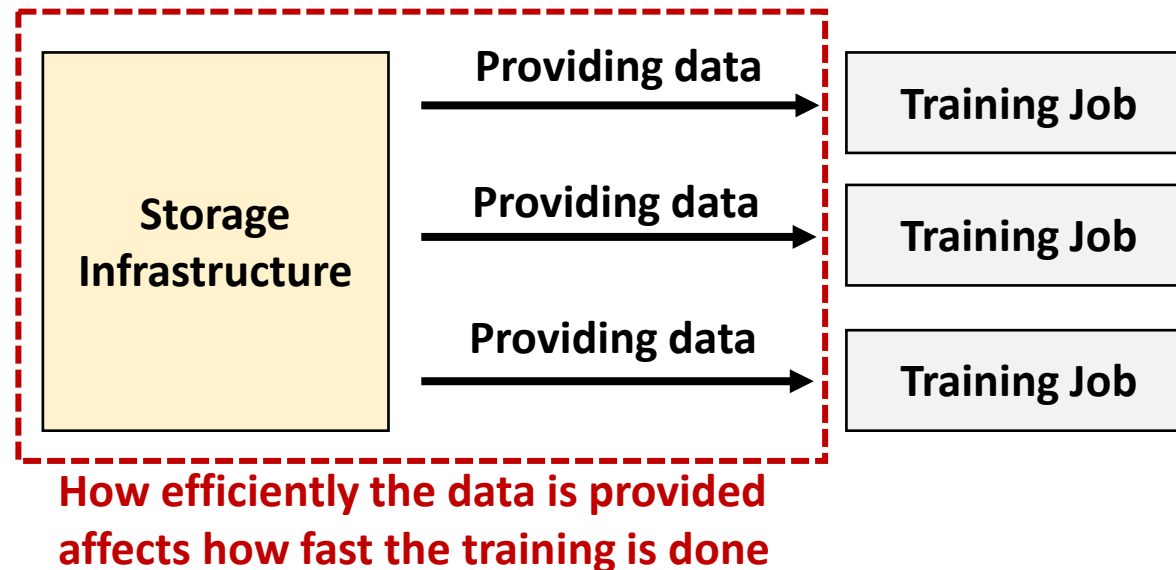 Storage
Infrastructure
Providing data
Training Job
Providing data
Training Job
Providing data
Training Job
How efficiently the data is provided
affects how fast the training is done